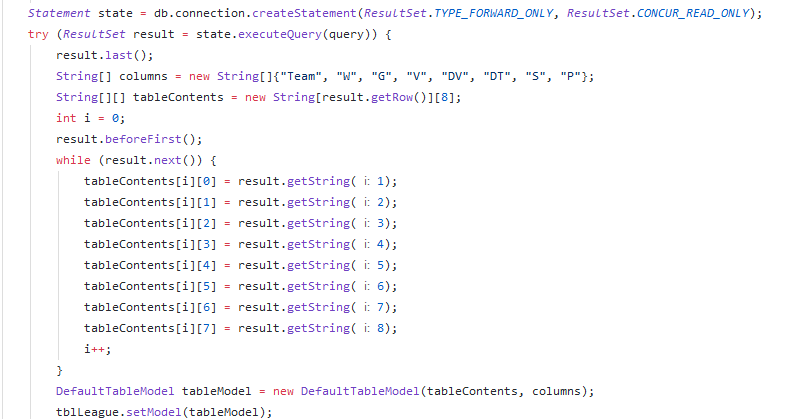 Statement state = db.connection.createStatement(ResultSet.TYPE_FORWARD_ONLY, ResultSet.CONCUR_READ_ONLY);
try (ResultSet result = state.executeQuery(query)) {
    result.last();
    String[] columns = new String[]{"Team", "W", "G", "V", "DV", "DT", "S", "P"};
    String[][] tableContents = new String[result.getRow()][8];
    int i = 0;
    result.beforeFirst();
    while (result.next()) {
        tableContents[i][0] = result.getString( i: 1);
        tableContents[i][1] = result.getString( i: 2);
        tableContents[i][2] = result.getString( i: 3);
        tableContents[i][3] = result.getString( i: 4);
        tableContents[i][4] = result.getString( i: 5);
        tableContents[i][5] = result.getString( i: 6);
        tableContents[i][6] = result.getString( i: 7);
        tableContents[i][7] = result.getString( i: 8);
        i++;
    }
    DefaultTableModel tableModel = new DefaultTableModel(tableContents, columns);
    tblLeague.setModel(tableModel);